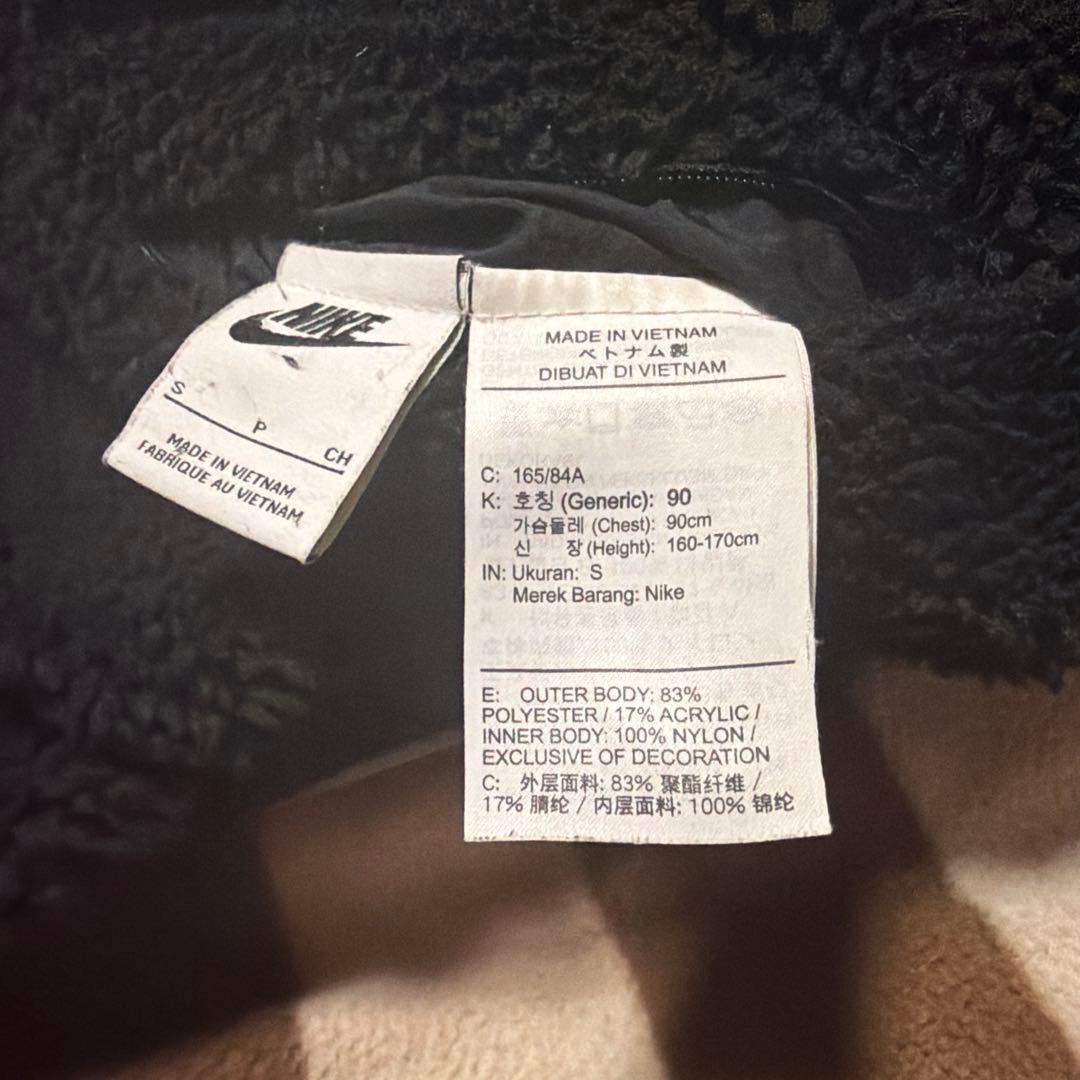 NIKE
S
P
CH
MADE IN VIETNAM
FABRIQUE AU VIETNAM
MADE IN VIETNAM
ベトナム製
DIBUAT DI VIETNAM
C: 165/84A
K: 호칭 (Generic): 90
가슴둘레 (Chest): 90cm
신 장 (Height): 160-170cm
IN: Ukuran: S
Merek Barang: Nike
E: OUTER BODY: 83%
POLYESTER / 17% ACRYLIC /
INNER BODY: 100% NYLON /
EXCLUSIVE OF DECORATION
C: 外层面料: 83% 聚酯纤维 /
17% 腈纶 / 内层面料: 100% 锦纶